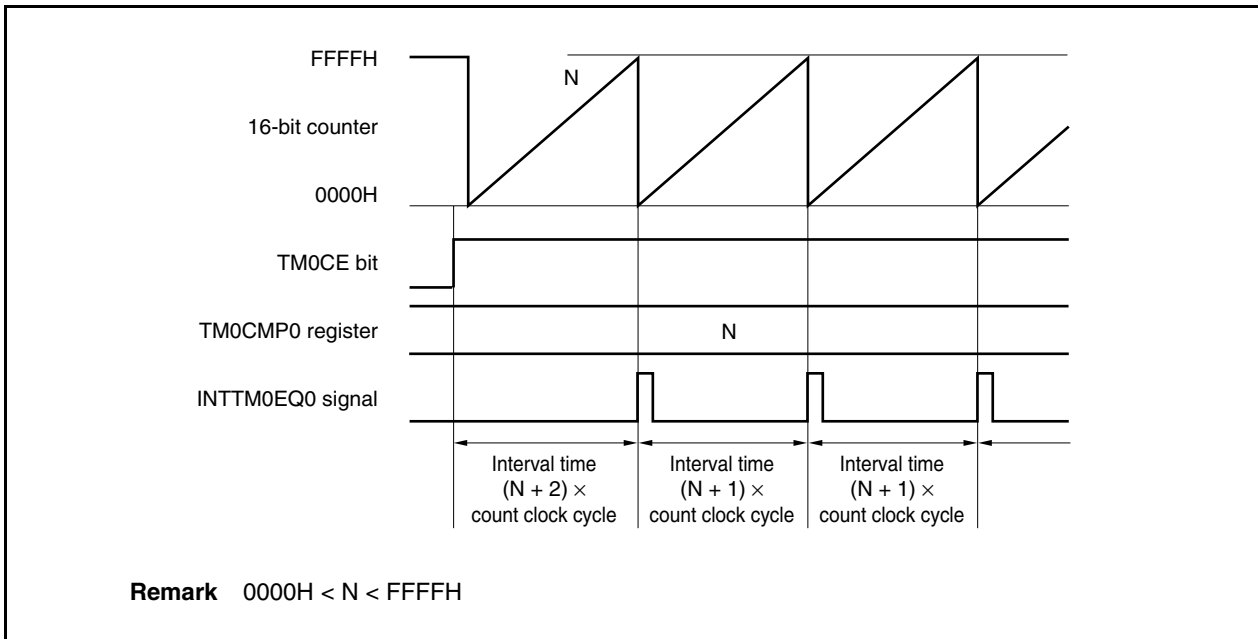 FFFFH
N
16-bit counter
0000H
TM0CE bit
TM0CMP0 register
N
INTTM0EQ0 signal
Interval time
(N + 2) ×
count clock cycle
Interval time
(N + 1) ×
count clock cycle
Interval time
(N + 1) ×
count clock cycle
Remark 0000H < N < FFFFH